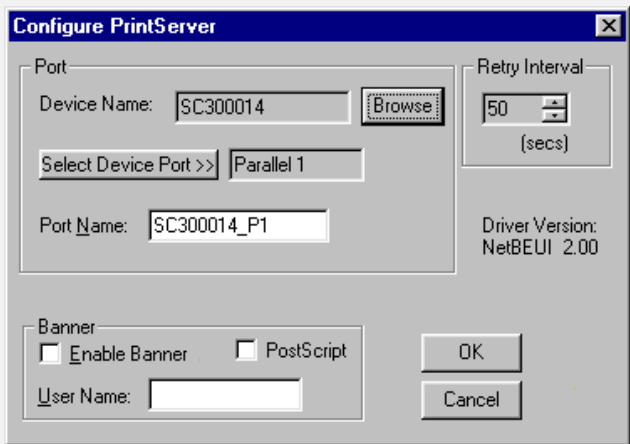 Configure PrintServer
Port
Device Name: SC300014 Browse
Select Device Port >> Parallel 1
Port Name: SC300014_P1
Retry Interval
50
(secs)
Driver Version:
NetBEUI 2.00
Banner
Enable Banner PostScript
User Name:
OK
Cancel